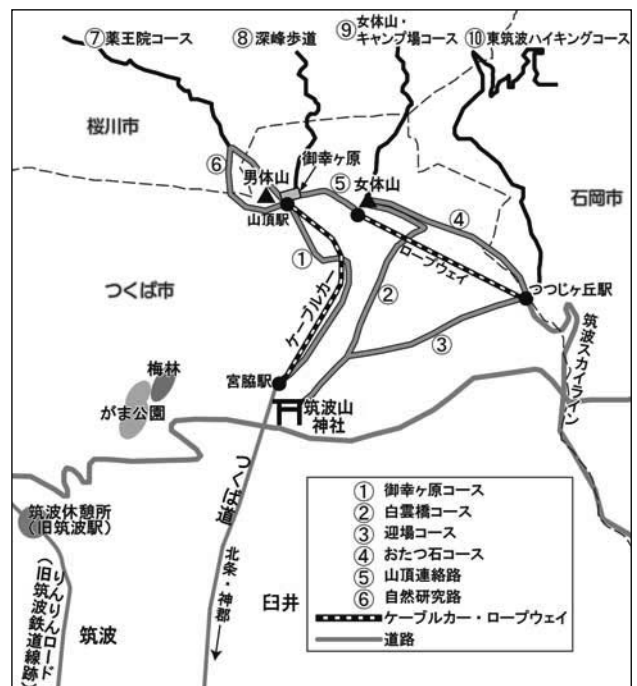 ⑦薬王院コース
⑧深峰歩道
⑨女体山・
キャンプ場コース
⑩東筑波ハイキングコース
桜川市
御幸ヶ原
⑥
男体山
⑤
女体山
石岡市
山頂駅
④
①
ロープウェイ
②
つくば市
ケーブルカー
つつじヶ丘駅
③
筑波スカイライン
梅林
宮脇駅
がま公園
筑波山
神社
つくば道
筑波休憩所
(旧筑波駅)
北条・神郡
臼井
りんりんロード
(旧筑波鉄道線跡)
筑波
① 御幸ヶ原コース
② 白雲橋コース
③ 迎場コース
④ おたつ石コース
⑤ 山頂連絡路
⑥ 自然研究路
ケーブルカー・ロープウェイ
道路